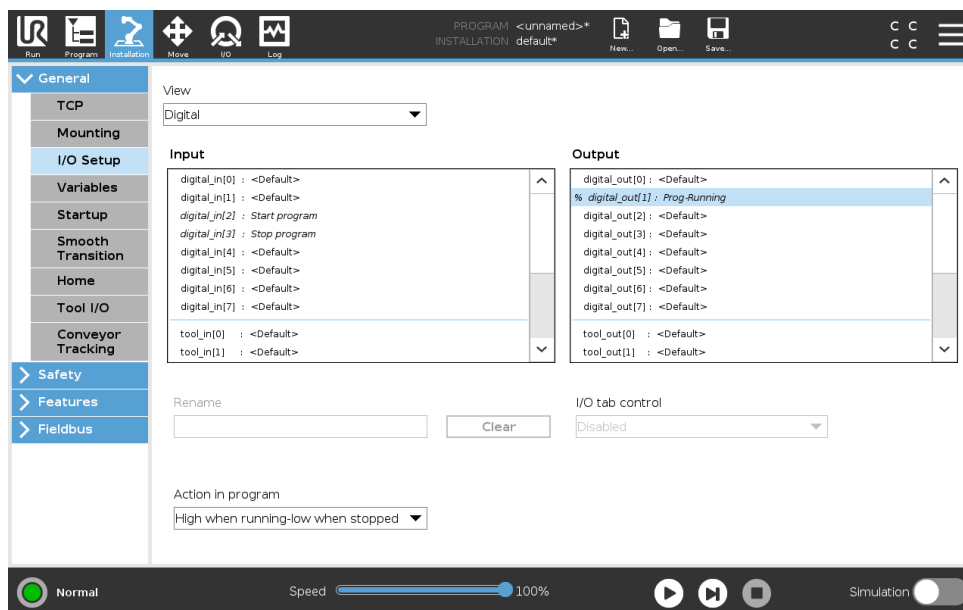 PROGRAM <unnamed>*
INSTALLATION default*
UR
Run
Program
Installation
Move
I/O
Log
New...
Open...
Save...
C C
C C
General
TCP
Mounting
I/O Setup
Variables
Startup
Smooth
Transition
Home
Tool I/O
Conveyor
Tracking
Safety
Features
Fieldbus
View
Digital
Input
digital_in[0] : <Default>
digital_in[1] : <Default>
digital_in[2] : Start program
digital_in[3] : Stop program
digital_in[4] : <Default>
digital_in[5] : <Default>
digital_in[6] : <Default>
digital_in[7] : <Default>
tool_in[0] : <Default>
tool_in[1] : <Default>
Output
digital_out[0] : <Default>
% digital_out[1] : Prog-Running
digital_out[2] : <Default>
digital_out[3] : <Default>
digital_out[4] : <Default>
digital_out[5] : <Default>
digital_out[6] : <Default>
digital_out[7] : <Default>
tool_out[0] : <Default>
tool_out[1] : <Default>
Rename
Clear
I/O tab control
Disabled
Action in program
High when running-low when stopped
Normal
Speed
100%
Simulation